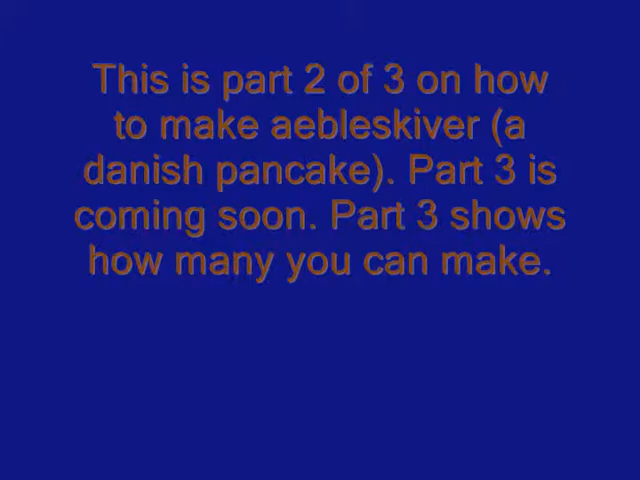 This is part 2 of 3 on how
to make aebleskiver (a
danish pancake). Part 3 is
coming soon. Part 3 shows
how many you can make.